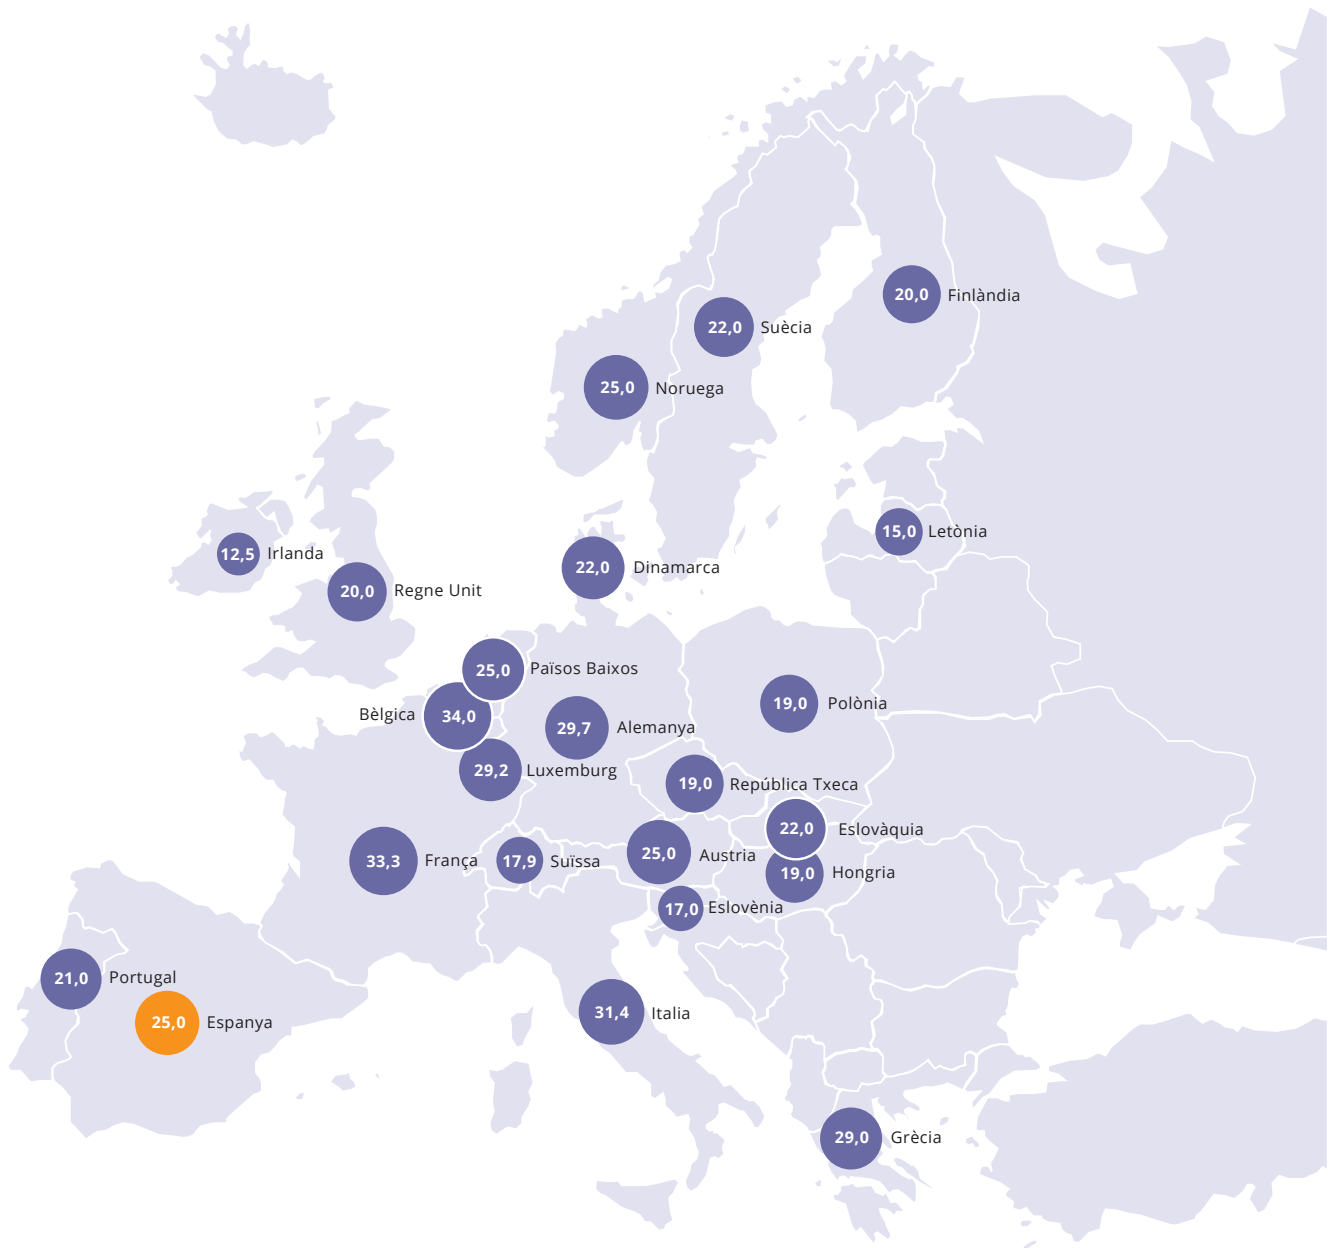 20,0 Finlàndia
22,0 Suècia
25,0 Noruega
15,0 Letònia
12,5 Irlanda
22,0 Dinamarca
20,0 Regne Unit
25,0 Països Baixos
19,0 Polònia
Bèlgica 34,0
29,7 Alemanya
29,2 Luxemburg
19,0 República Txeca
22,0 Eslovàquia
33,3 França
17,9 Suïssa
25,0 Austria
19,0 Hongria
17,0 Eslovènia
21,0 Portugal
31,4 Italia
25,0 Espanya
29,0 Grècia